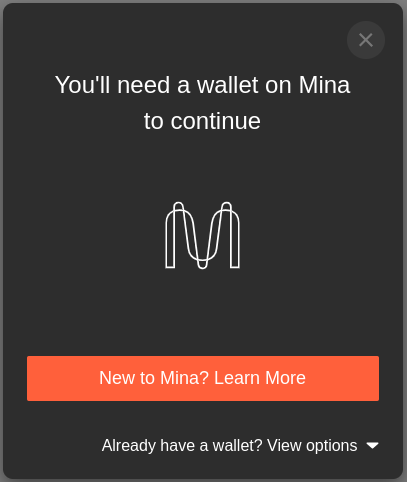 You'll need a wallet on Mina
to continue
New to Mina? Learn More
Already have a wallet? View options